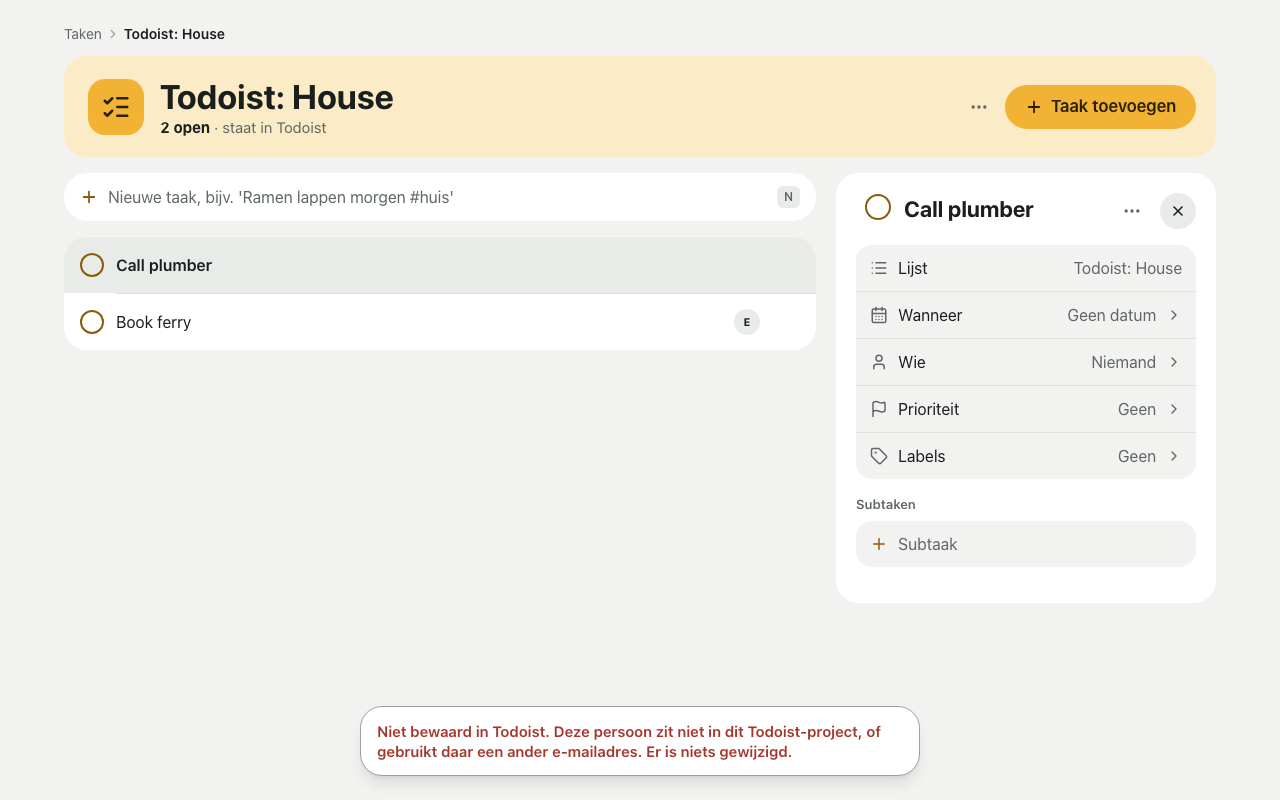 Taken > Todoist: House
Todoist: House
2 open · staat in Todoist
Taak toevoegen
Nieuwe taak, bijv. 'Ramen lappen morgen #huis'
N
Call plumber
Book ferry
E
Call plumber
Lijst Todoist: House
Wanneer Geen datum
Wie Niemand
Prioriteit Geen
Labels Geen
Subtaken
Subtaak
Niet bewaard in Todoist. Deze persoon zit niet in dit Todoist-project, of
gebruikt daar een ander e-mailadres. Er is niets gewijzigd.